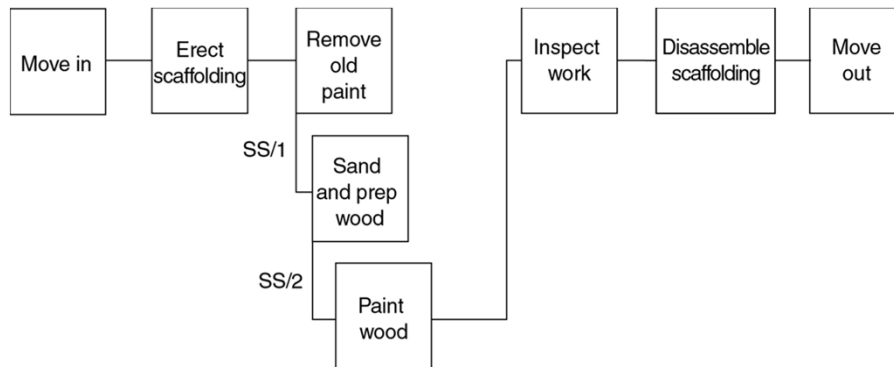 Move in
Erect
scaffolding
Remove
old
paint
SS/1
Sand
and prep
wood
SS/2
Paint
wood
Inspect
work
Disassemble
scaffolding
Move
out